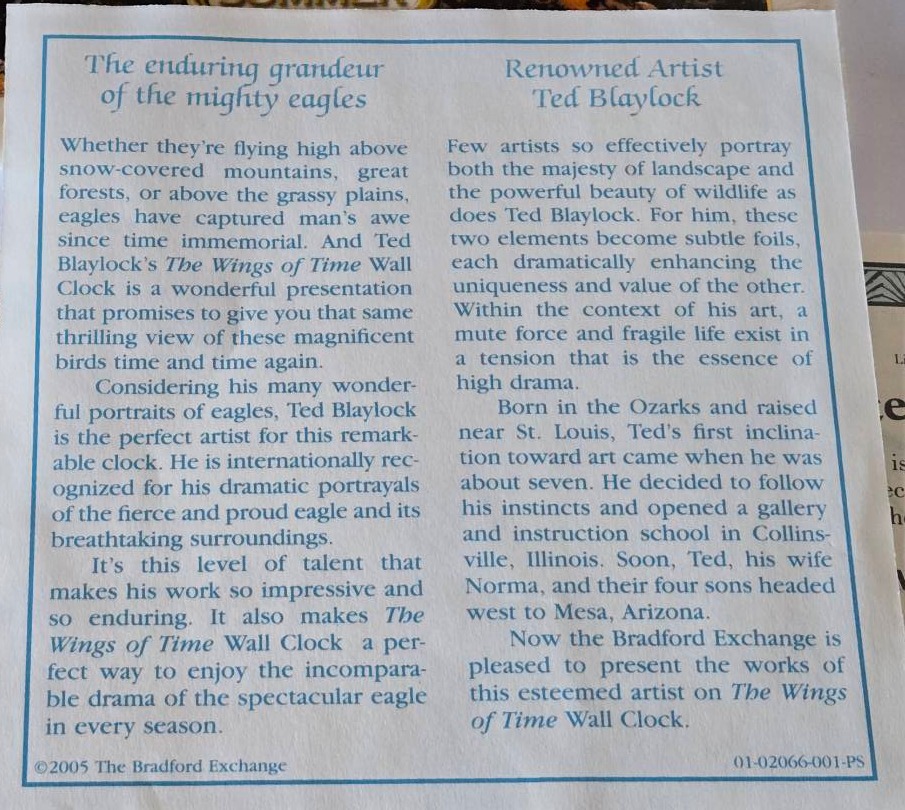 SUMMER
The enduring grandeur
of the mighty eagles
Whether they're flying high above
snow-covered mountains, great
forests, or above the grassy plains,
eagles have captured man's awe
since time immemorial. And Ted
Blaylock's The Wings of Time Wall
Clock is a wonderful presentation
that promises to give you that same
thrilling view of these magnificent
birds time and time again.
Considering his many wonder-
ful portraits of eagles, Ted Blaylock
is the perfect artist for this remark-
able clock. He is internationally rec-
ognized for his dramatic portrayals
of the fierce and proud eagle and its
breathtaking surroundings.
It's this level of talent that
makes his work so impressive and
so enduring. It also makes The
Wings of Time Wall Clock a per-
fect way to enjoy the incompara-
ble drama of the spectacular eagle
in every season.
©2005 The Bradford Exchange
Renowned Artist
Ted Blaylock
Few artists so effectively portray
both the majesty of landscape and
the powerful beauty of wildlife as
does Ted Blaylock. For him, these
two elements become subtle foils,
each dramatically enhancing the
uniqueness and value of the other.
Within the context of his art, a
mute force and fragile life exist in
a tension that is the essence of
high drama.
Born in the Ozarks and raised
near St. Louis, Ted's first inclina-
tion toward art came when he was
about seven. He decided to follow
his instincts and opened a gallery
and instruction school in Collins-
ville, Illinois. Soon, Ted, his wife
Norma, and their four sons headed
west to Mesa, Arizona.
Now the Bradford Exchange is
pleased to present the works of
this esteemed artist on The Wings
of Time Wall Clock.
01-02066-001-PS